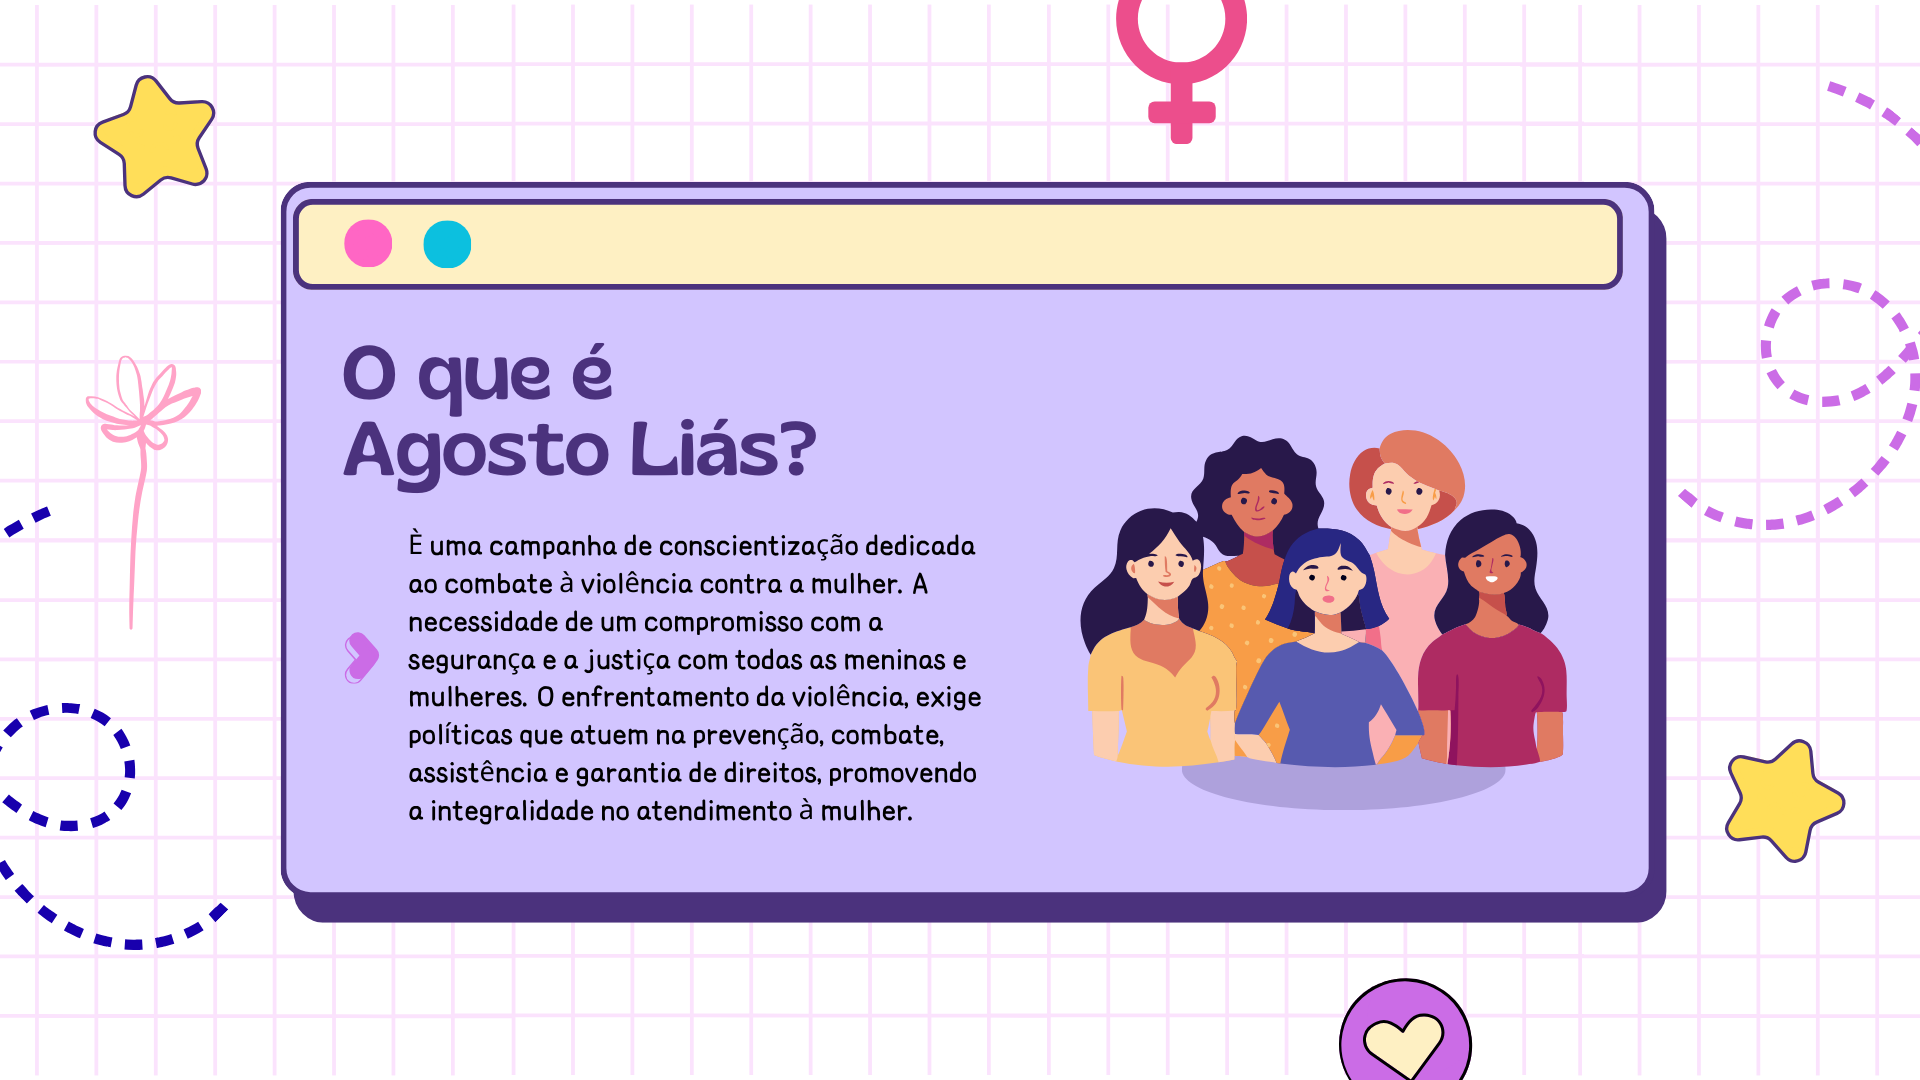 O que é
Agosto Liás?
È uma campanha de conscientização dedicada
ao combate à violência contra a mulher. A
necessidade de um compromisso com a
segurança e a justiça com todas as meninas e
mulheres. O enfrentamento da violência, exige
políticas que atuem na prevenção, combate,
assistência e garantia de direitos, promovendo
a integralidade no atendimento à mulher.